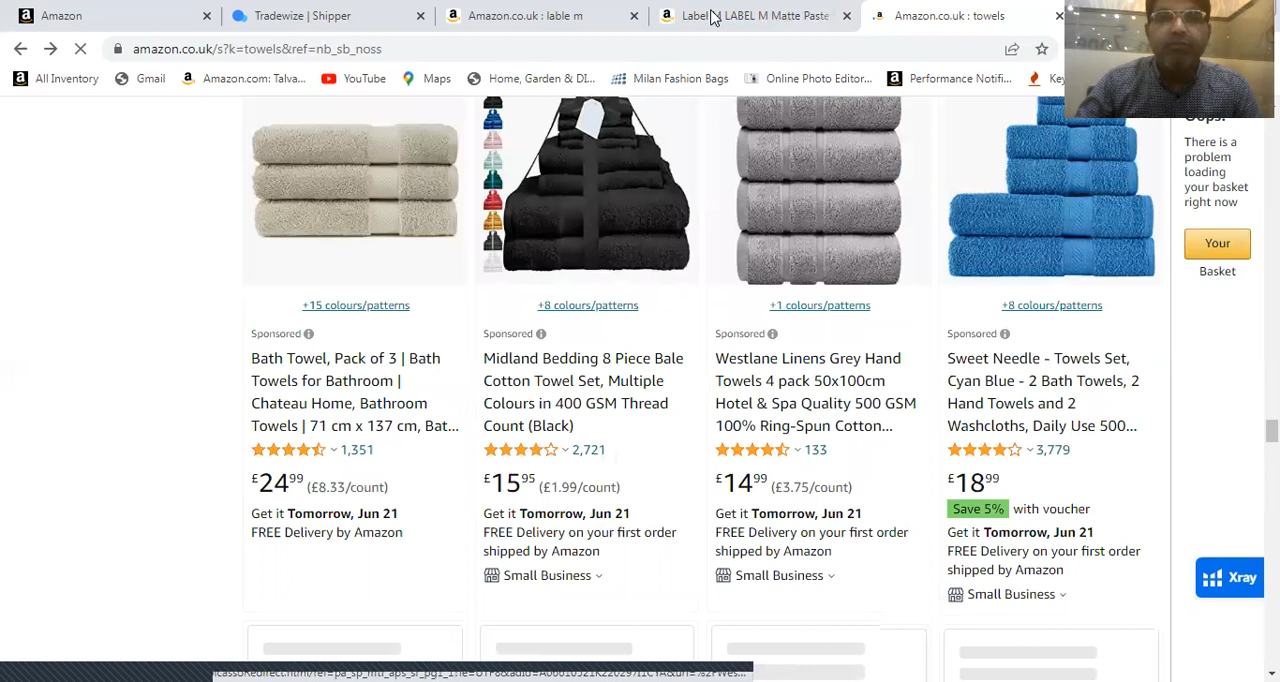 Amazon
Tradewize | Shipper
Amazon.co.uk : lable m
LABEL M Matte Paste
Amazon.co.uk : towels
amazon.co.uk/s?k=towels&ref=nb_sb_noss
All Inventory
Gmail
Amazon.com: Talva...
YouTube
Maps
Home, Garden & DI...
Milan Fashion Bags
Online Photo Editor...
Performance Notifi...
There is a
problem
loading
your basket
right now
Your
Basket
+15 colours/patterns
+8 colours/patterns
+1 colours/patterns
+8 colours/patterns
Sponsored
Bath Towel, Pack of 3 | Bath
Towels for Bathroom |
Chateau Home, Bathroom
Towels | 71 cm x 137 cm, Bat...
1,351
£24⁹⁹ (£8.33/count)
Get it Tomorrow, Jun 21
FREE Delivery by Amazon
Sponsored
Midland Bedding 8 Piece Bale
Cotton Towel Set, Multiple
Colours in 400 GSM Thread
Count (Black)
2,721
£15⁹⁵ (£1.99/count)
Get it Tomorrow, Jun 21
FREE Delivery on your first order
shipped by Amazon
Small Business
Sponsored
Westlane Linens Grey Hand
Towels 4 pack 50x100cm
Hotel & Spa Quality 500 GSM
100% Ring-Spun Cotton...
133
£14⁹⁹ (£3.75/count)
Get it Tomorrow, Jun 21
FREE Delivery on your first order
shipped by Amazon
Small Business
Sponsored
Sweet Needle - Towels Set,
Cyan Blue - 2 Bath Towels, 2
Hand Towels and 2
Washcloths, Daily Use 500...
3,779
£18⁹⁹
Save 5% with voucher
Get it Tomorrow, Jun 21
FREE Delivery on your first order
shipped by Amazon
Small Business
Xray